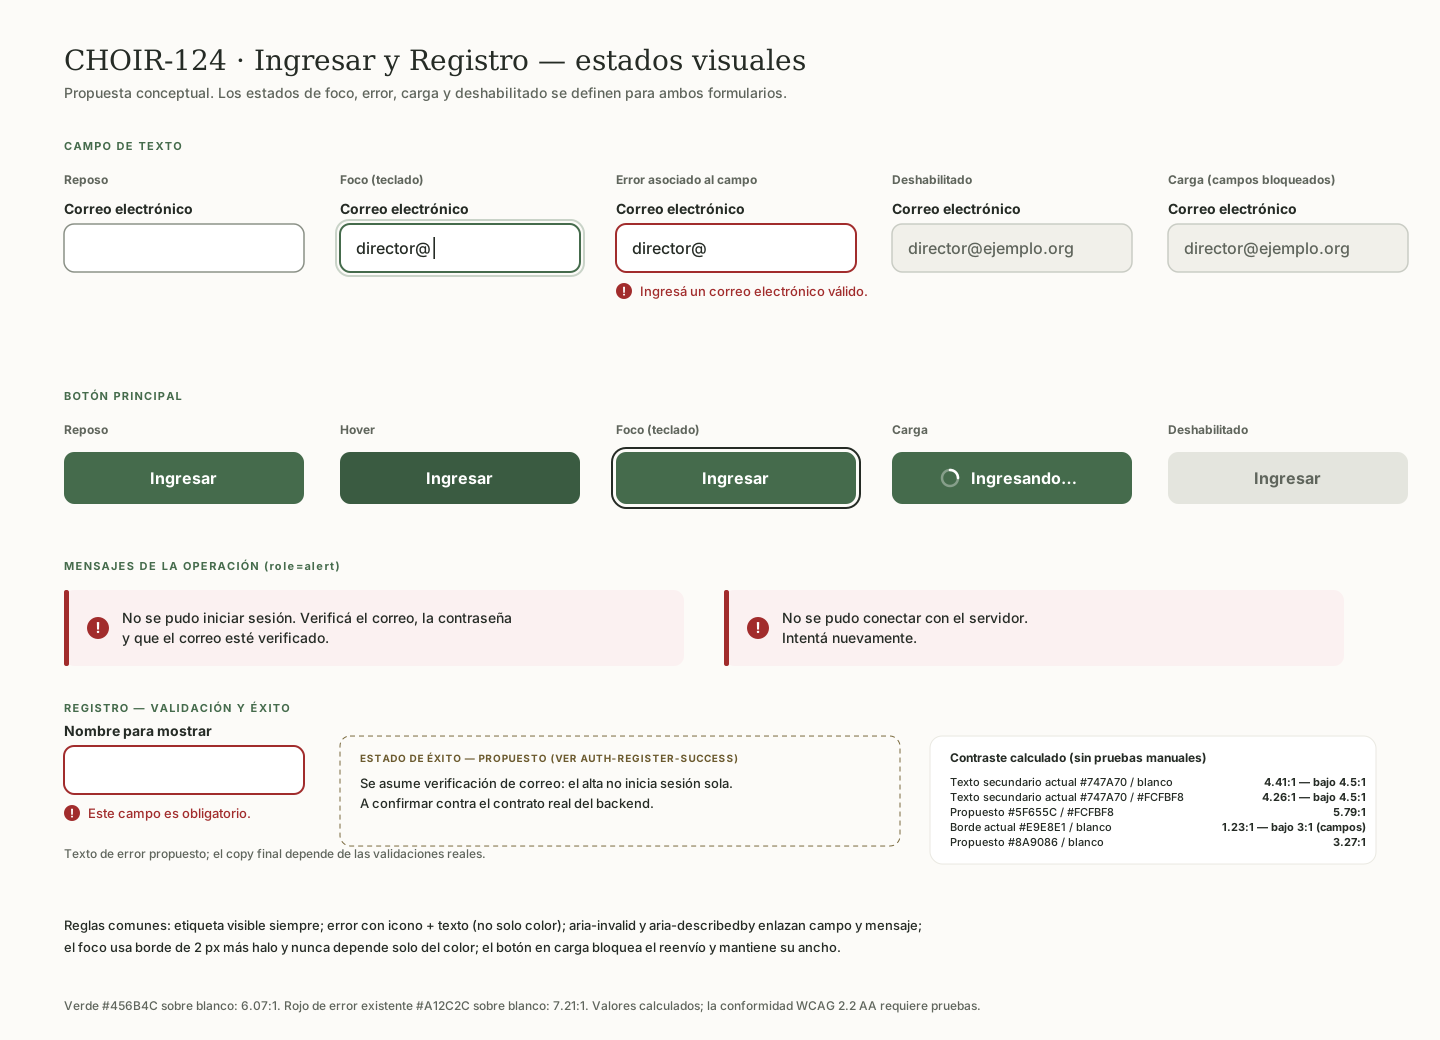 CHOIR-124 · Ingresar y Registro — estados visuales
Propuesta conceptual. Los estados de foco, error, carga y deshabilitado se definen para ambos formularios.
CAMPO DE TEXTO
Reposo
Foco (teclado)
Error asociado al campo
Deshabilitado
Carga (campos bloqueados)
Correo electrónico
Correo electrónico
Correo electrónico
Correo electrónico
Correo electrónico
director@
director@
director@ejemplo.org
director@ejemplo.org
! Ingresá un correo electrónico válido.
BOTÓN PRINCIPAL
Reposo
Hover
Foco (teclado)
Carga
Deshabilitado
Ingresar
Ingresar
Ingresar
Ingresando...
Ingresar
MENSAJES DE LA OPERACIÓN (role=alert)
! No se pudo iniciar sesión. Verificá el correo, la contraseña
y que el correo esté verificado.
! No se pudo conectar con el servidor.
Intentá nuevamente.
REGISTRO — VALIDACIÓN Y ÉXITO
Nombre para mostrar
! Este campo es obligatorio.
Texto de error propuesto; el copy final depende de las validaciones reales.
ESTADO DE ÉXITO — PROPUESTO (VER AUTH-REGISTER-SUCCESS)
Se asume verificación de correo: el alta no inicia sesión sola.
A confirmar contra el contrato real del backend.
Contraste calculado (sin pruebas manuales)
Texto secundario actual #747A70 / blanco 4.41:1 — bajo 4.5:1
Texto secundario actual #747A70 / #FCFBF8 4.26:1 — bajo 4.5:1
Propuesto #5F655C / #FCFBF8 5.79:1
Borde actual #E9E8E1 / blanco 1.23:1 — bajo 3:1 (campos)
Propuesto #8A9086 / blanco 3.27:1
Reglas comunes: etiqueta visible siempre; error con icono + texto (no solo color); aria-invalid y aria-describedby enlazan campo y mensaje;
el foco usa borde de 2 px más halo y nunca depende solo del color; el botón en carga bloquea el reenvío y mantiene su ancho.
Verde #456B4C sobre blanco: 6.07:1. Rojo de error existente #A12C2C sobre blanco: 7.21:1. Valores calculados; la conformidad WCAG 2.2 AA requiere pruebas.